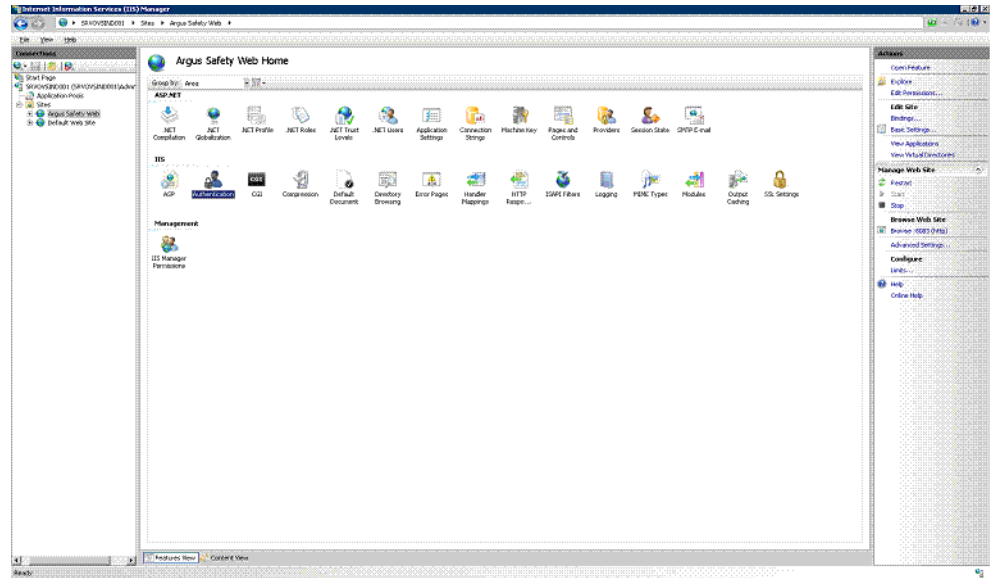 Internet Information Services (IIS) Manager
SRVOVSIND001 ▸ Sites ▸ Argus Safety Web ▸
File View Help
Connections
Start Page
Application Pools
Sites
Argus Safety Web
Default Web Site
Argus Safety Web Home
Group by: Area
ASP.NET
.NET Compilation
.NET Globalization
.NET Profile
.NET Roles
.NET Trust Levels
.NET Users
Application Settings
Connection Strings
Machine Key
Pages and Controls
Providers
Session State
SMTP E-mail
IIS
ASP
Authentication
CGI
Compression
Default Document
Directory Browsing
Error Pages
Handler Mappings
HTTP Respo...
ISAPI Filters
Logging
MIME Types
Modules
Output Caching
SSL Settings
Management
IIS Manager Permissions
Features View
Content View
Actions
Open Feature
Explore
Edit Permissions...
Edit Site
Bindings...
Basic Settings...
View Applications
View Virtual Directories
Manage Web Site
Restart
Start
Stop
Browse Web Site
Browse *:8083 (http)
Advanced Settings...
Configure
Limits...
Help
Online Help
Ready